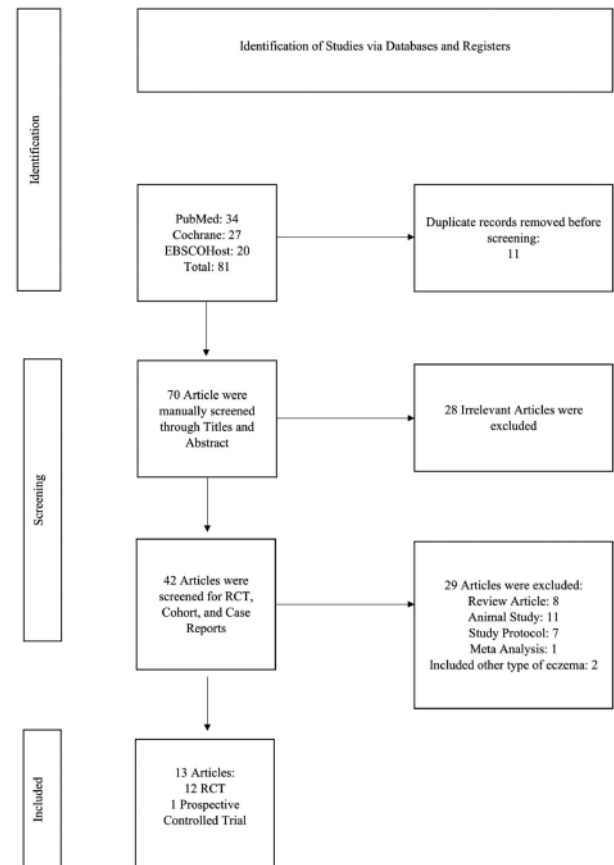 Identification of Studies via Databases and Registers
Identification
PubMed: 34
Cochrane: 27
EBSCOHost: 20
Total: 81
Duplicate records removed before
screening:
11
Screening
70 Article were
manually screened
through Titles and
Abstract
28 Irrelevant Articles were
excluded
42 Articles were
screened for RCT,
Cohort, and Case
Reports
29 Articles were excluded:
Review Article: 8
Animal Study: 11
Study Protocol: 7
Meta Analysis: 1
Included other type of eczema: 2
Included
13 Articles:
12 RCT
1 Prospective
Controlled Trial